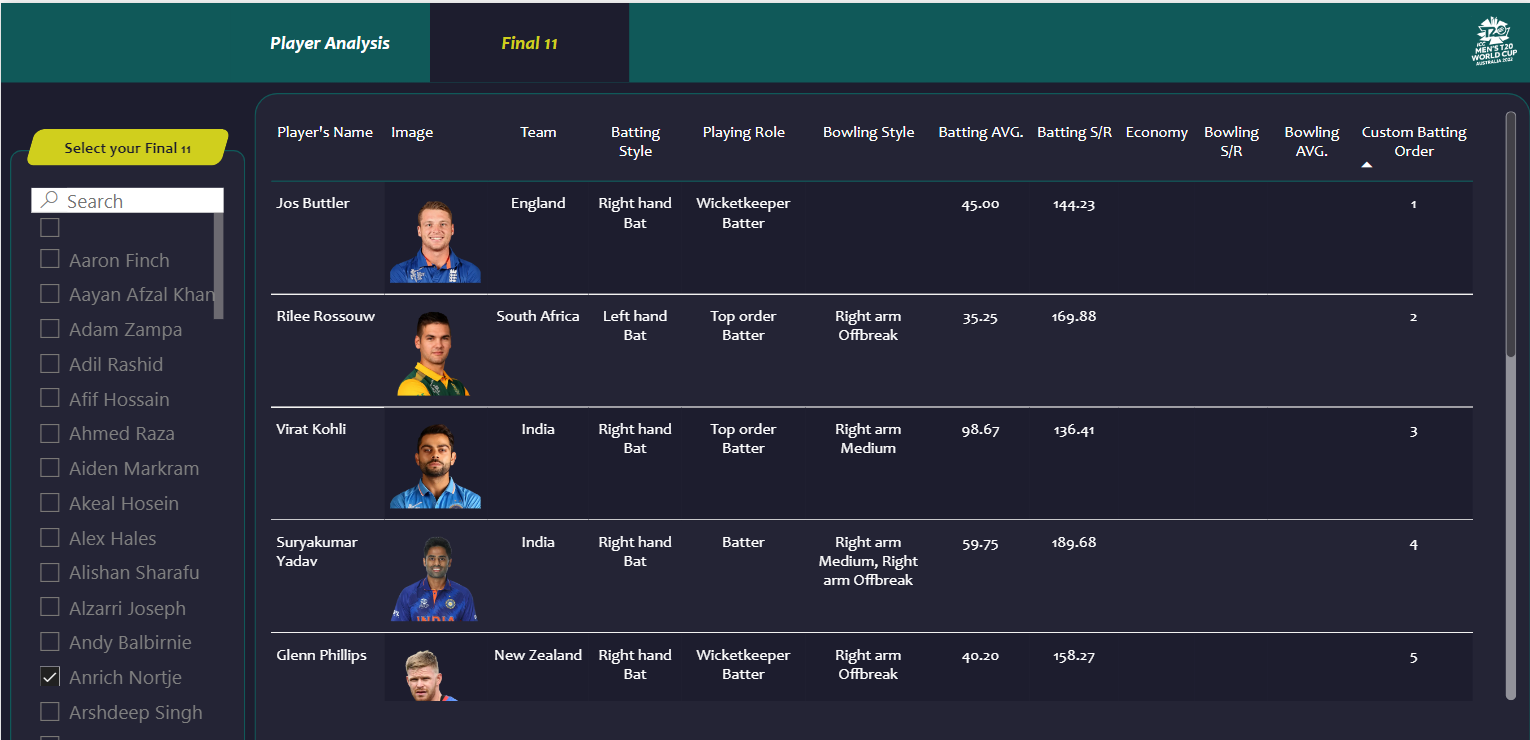 Player Analysis
Final 11
ICC
MEN'S T20
WORLD CUP
AUSTRALIA 2022
Select your Final 11
Search
Aaron Finch
Aayan Afzal Khan
Adam Zampa
Adil Rashid
Afif Hossain
Ahmed Raza
Aiden Markram
Akeal Hosein
Alex Hales
Alishan Sharafu
Alzarri Joseph
Andy Balbirnie
Anrich Nortje
Arshdeep Singh
Player's Name Image Team Batting Style Playing Role Bowling Style Batting AVG. Batting S/R Economy Bowling S/R Bowling AVG. Custom Batting Order
Jos Buttler England Right hand Bat Wicketkeeper Batter 45.00 144.23 1
Rilee Rossouw South Africa Left hand Bat Top order Batter Right arm Offbreak 35.25 169.88 2
Virat Kohli India Right hand Bat Top order Batter Right arm Medium 98.67 136.41 3
Suryakumar Yadav India Right hand Bat Batter Right arm Medium, Right arm Offbreak 59.75 189.68 4
INDIA
Glenn Phillips New Zealand Right hand Bat Wicketkeeper Batter Right arm Offbreak 40.20 158.27 5